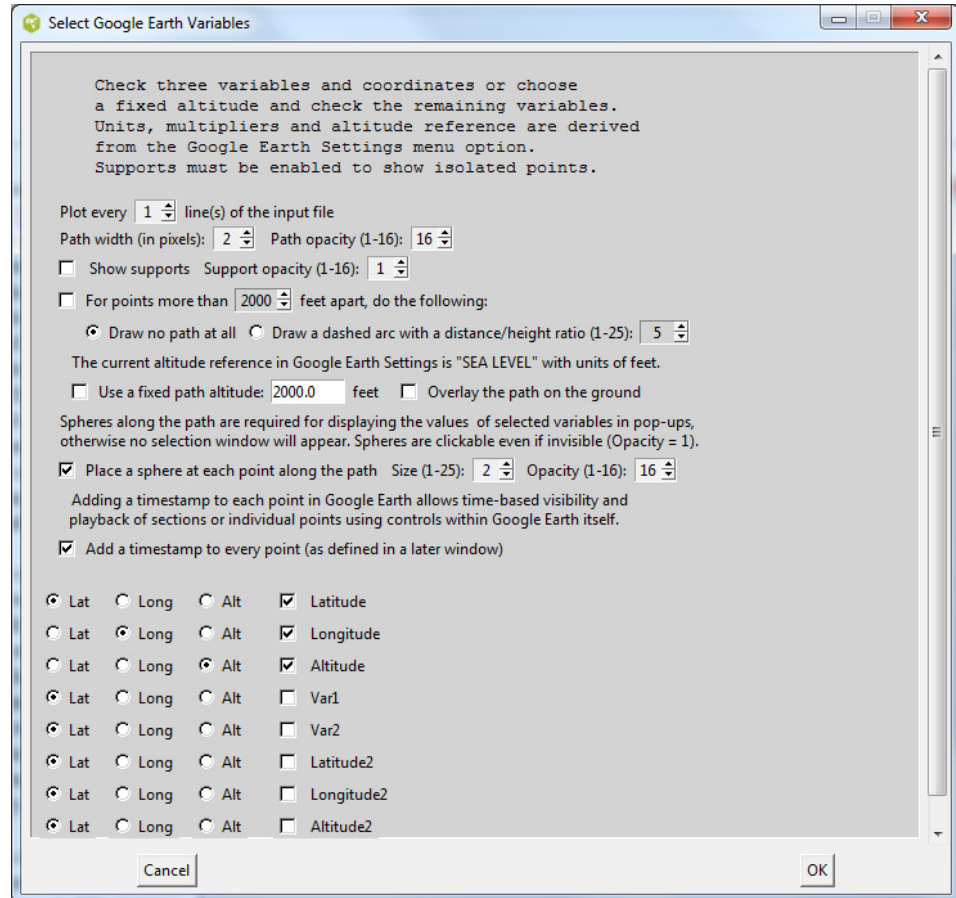 Select Google Earth Variables
Check three variables and coordinates or choose
a fixed altitude and check the remaining variables.
Units, multipliers and altitude reference are derived
from the Google Earth Settings menu option.
Supports must be enabled to show isolated points.
Plot every 1 line(s) of the input file
Path width (in pixels): 2 Path opacity (1-16): 16
Show supports Support opacity (1-16): 1
For points more than 2000 feet apart, do the following:
Draw no path at all Draw a dashed arc with a distance/height ratio (1-25): 5
The current altitude reference in Google Earth Settings is "SEA LEVEL" with units of feet.
Use a fixed path altitude: 2000.0 feet Overlay the path on the ground
Spheres along the path are required for displaying the values of selected variables in pop-ups,
otherwise no selection window will appear. Spheres are clickable even if invisible (Opacity = 1).
Place a sphere at each point along the path Size (1-25): 2 Opacity (1-16): 16
Adding a timestamp to each point in Google Earth allows time-based visibility and
playback of sections or individual points using controls within Google Earth itself.
Add a timestamp to every point (as defined in a later window)
Lat Long Alt Latitude
Lat Long Alt Longitude
Lat Long Alt Altitude
Lat Long Alt Var1
Lat Long Alt Var2
Lat Long Alt Latitude2
Lat Long Alt Longitude2
Lat Long Alt Altitude2
Cancel OK